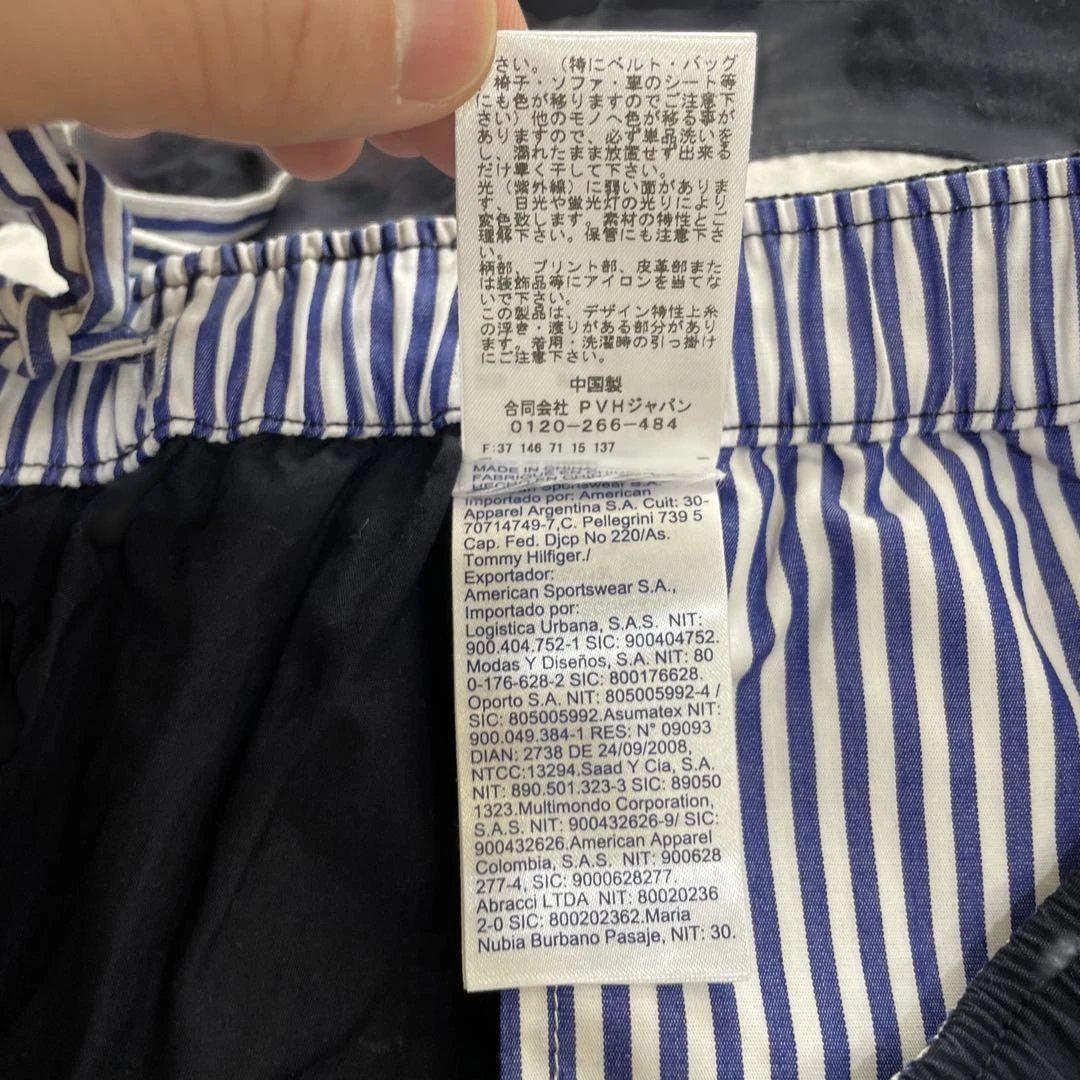 さい。(特にベルト・バッグ
・椅子・ソファ・車のシート等
にも色が移りますのでご注意下
さい)他のモノへ色が移る事が
ありますので、必ず単品洗いを
し、濡れたまま放置せず出来る
だけ早く干して下さい。
光(紫外線)に弱い面がありま
す、日光や蛍光灯の光りにより
変色致します。素材の特性とご
理解下さい。保管にも注意下さ
い。
柄部、プリント部、皮革部また
は装飾品等にアイロンを当てな
いで下さい。
この製品は、デザイン特性上糸
の浮き・渡りがある部分があり
ます。着用・洗濯時の引っ掛け
にご注意下さい。
中国製
合同会社 PVHジャパン
0120-266-484
F:37 146 71 15 137
MADE IN CHINA/
FABRIQUE EN
HECHO
Sportswear S.A.
Importado por: American
Apparel Argentina S.A. Cuit: 30-
70714749-7,C. Pellegrini 739 5
Cap. Fed. Djcp No 220/As.
Tommy Hilfiger./
Exportador:
American Sportswear S.A.,
Importado por:
Logistica Urbana, S.A.S. NIT:
900.404.752-1 SIC: 900404752.
Modas Y Diseños, S.A. NIT: 80
0-176-628-2 SIC: 800176628.
Oporto S.A. NIT: 805005992-4 /
SIC: 805005992.Asumatex NIT:
900.049.384-1 RES: N° 09093
DIAN: 2738 DE 24/09/2008,
NTCC:13294.Saad Y Cia, S.A.
NIT: 890.501.323-3 SIC: 89050
1323.Multimondo Corporation,
S.A.S. NIT: 900432626-9/ SIC:
900432626.American Apparel
Colombia, S.A.S. NIT: 900628
277-4, SIC: 9000628277.
Abracci LTDA NIT: 80020236
2-0 SIC: 800202362.Maria
Nubia Burbano Pasaje, NIT: 30.